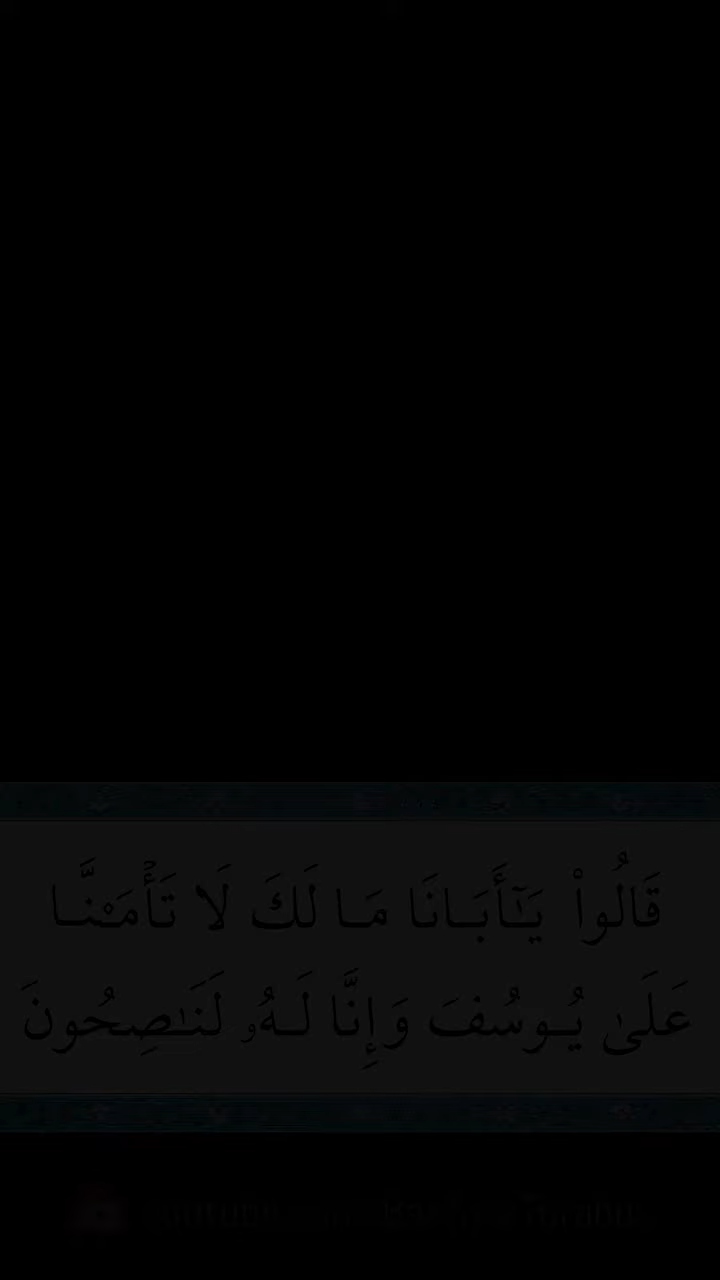 قَالُوا۟ يَـٰٓأَبَانَا مَا لَكَ لَا تَأْمَ۫نَّا
عَلَىٰ يُوسُفَ وَإِنَّا لَهُۥ لَنَـٰصِحُونَ